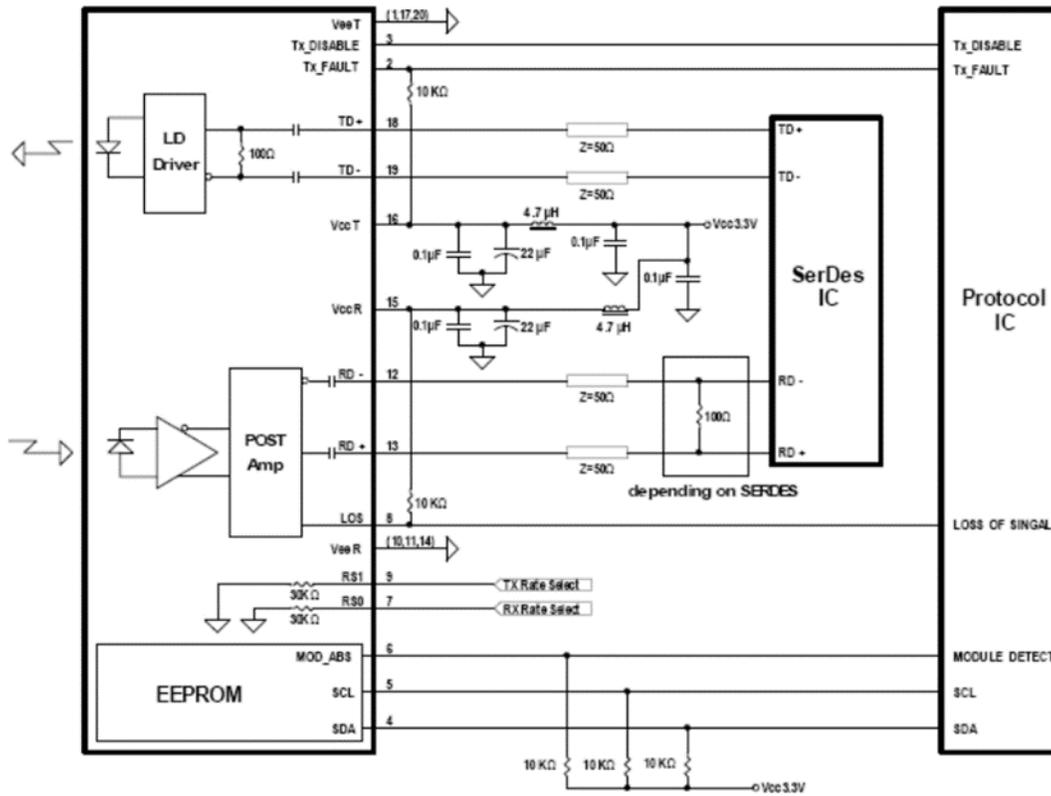 VeeT
(1,17,20)
Tx_DISABLE
3
Tx_DISABLE
Tx_FAULT
2
Tx_FAULT
10 KΩ
LD
Driver
100Ω
TD+
18
Z=50Ω
TD+
TD-
19
Z=50Ω
TD-
VccT
16
4.7 µH
Vcc3.3V
0.1µF
22 µF
0.1µF
0.1µF
SerDes
IC
Protocol
IC
VccR
15
0.1µF
22 µF
4.7 µH
RD -
12
Z=50Ω
RD -
100Ω
POST
Amp
RD +
13
Z=50Ω
RD +
depending on SERDES
10 KΩ
LOS
8
LOSS OF SINGAL
VeeR
(10,11,14)
RS1
9
TX Rate Select
30KΩ
RS0
7
RX Rate Select
30KΩ
MOD_ABS
6
MODULE DETECT
EEPROM
SCL
5
SCL
SDA
4
SDA
10 KΩ
10 KΩ
10 KΩ
Vcc3.3V